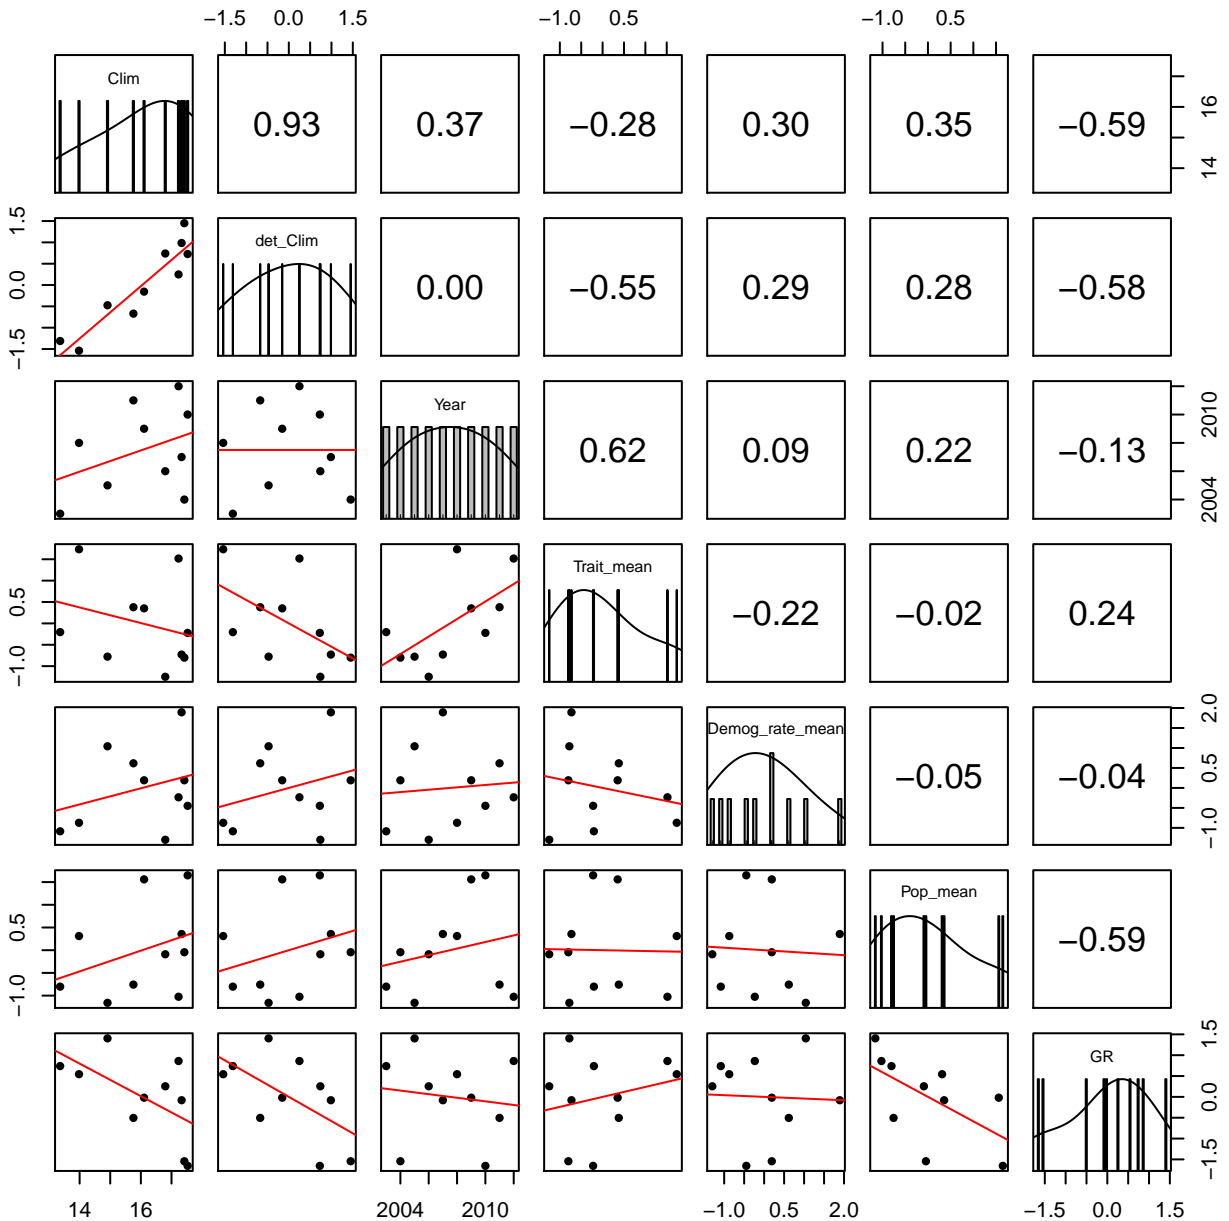 −1.5 0.0 1.5 −1.0 0.5 −1.0 0.5
Clim 0.93 0.37 −0.28 0.30 0.35 −0.59 14 16
−1.5 0.0 1.5 det_Clim 0.00 −0.55 0.29 0.28 −0.58
Year 0.62 0.09 0.22 −0.13 2004 2010
−1.0 0.5 Trait_mean −0.22 −0.02 0.24
Demog_rate_mean −0.05 −0.04 −1.0 0.5 2.0
−1.0 0.5 Pop_mean −0.59
GR −1.5 0.0 1.5
14 16 2004 2010 −1.0 0.5 2.0 −1.5 0.0 1.5